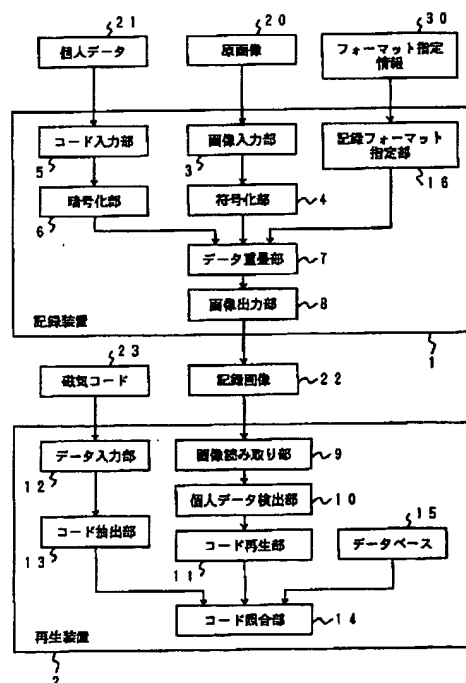 21
20
30
個人データ
原画像
フォーマット指定
情報
コード入力部
画像入力部
記録フォーマット
指定部
5
3
16
暗号化部
符号化部
4
6
データ重畳部
7
画像出力部
8
記録装置
1
23
磁気コード
記録画像
22
データ入力部
画像読み取り部
9
12
個人データ検出部
10
15
コード抽出部
コード再生部
データベース
13
11
コード照合部
14
再生装置
2